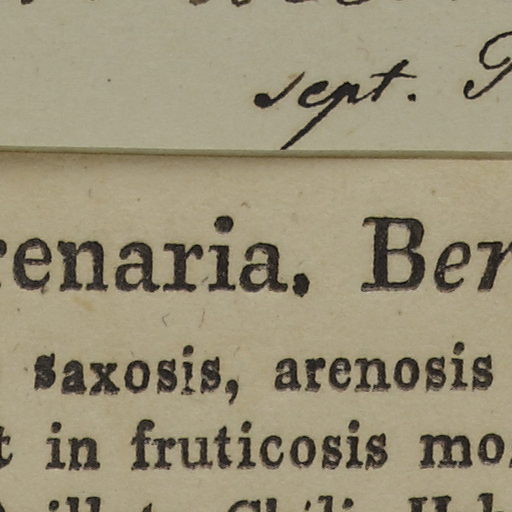 sept.
renaria. Ber
saxosis, arenosis
t in fruticosis mo